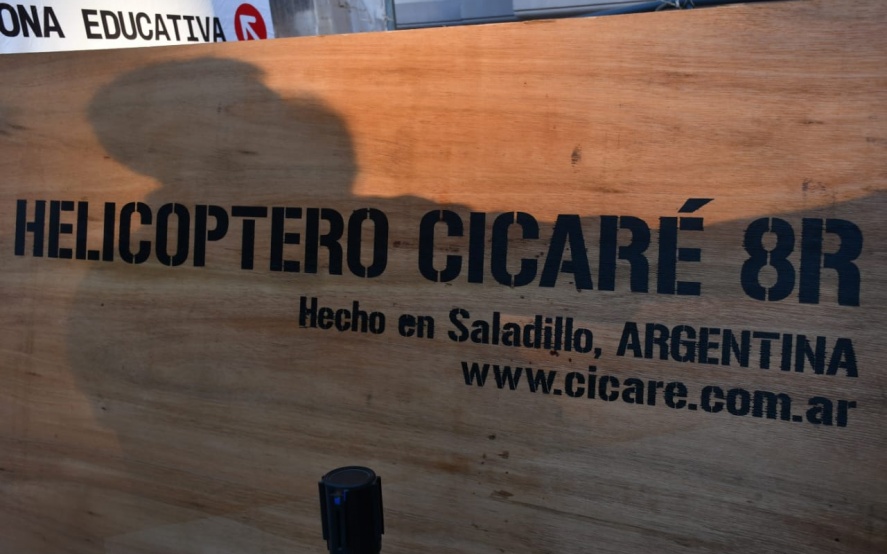 ONA EDUCATIVA
HELICOPTERO CICARÉ 8R
Hecho en Saladillo, ARGENTINA
www.cicare.com.ar